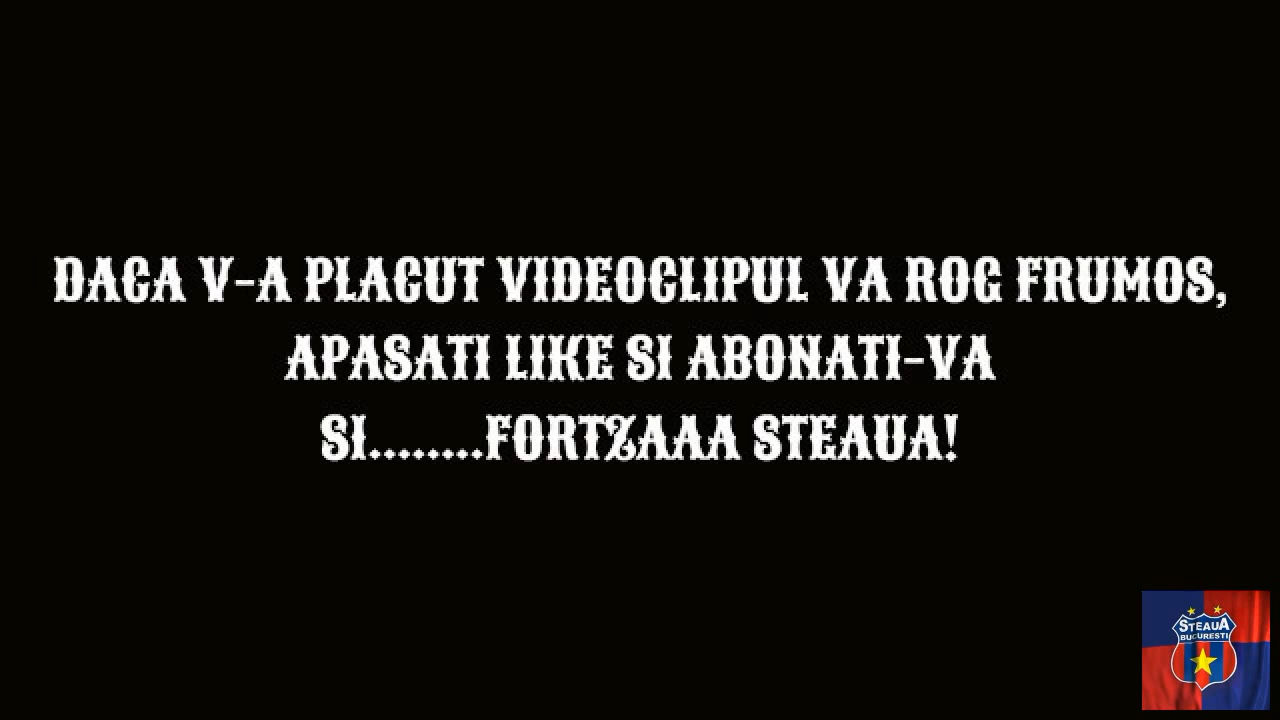 DACA V-A PLACUT VIDEOCLIPUL VA ROG FRUMOS,
APASATI LIKE SI ABONATI-VA
SI........FORTZAAA STEAUA!
STEAUA
BUCURESTI